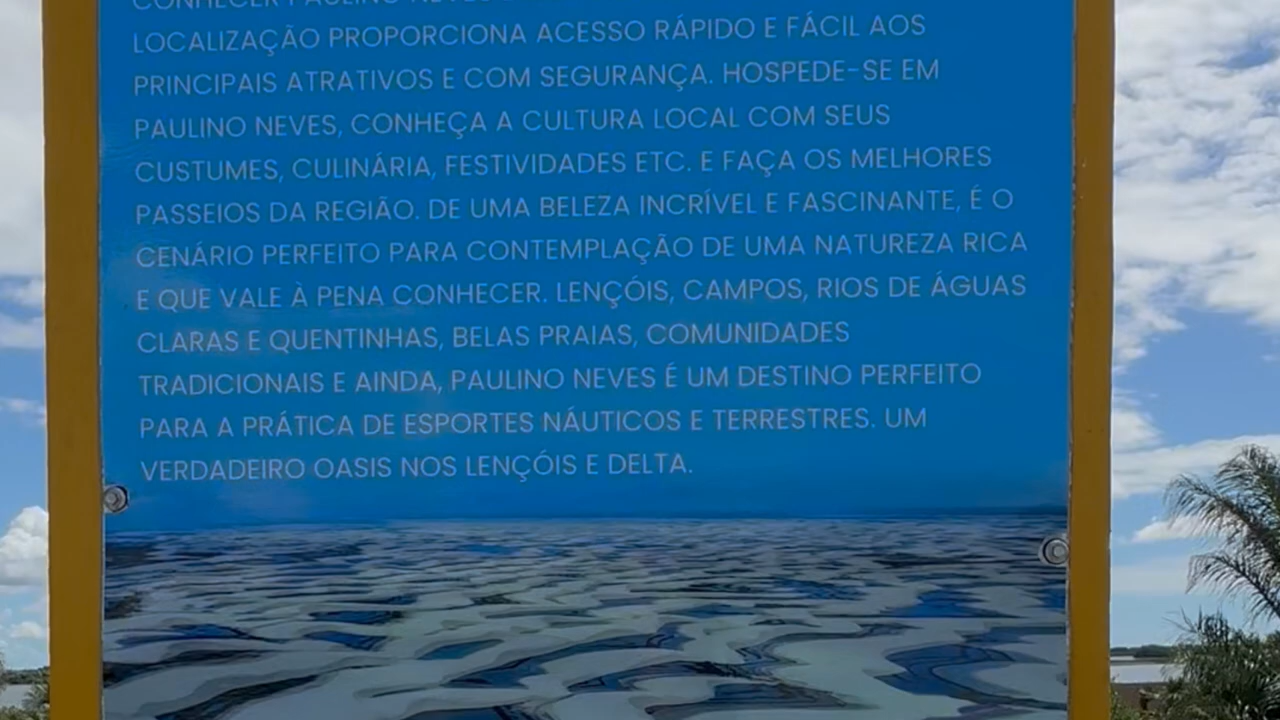 CONHECER PAULINO NEVES
LOCALIZAÇÃO PROPORCIONA ACESSO RÁPIDO E FÁCIL AOS
PRINCIPAIS ATRATIVOS E COM SEGURANÇA. HOSPEDE-SE EM
PAULINO NEVES, CONHEÇA A CULTURA LOCAL COM SEUS
CUSTUMES, CULINÁRIA, FESTIVIDADES ETC. E FAÇA OS MELHORES
PASSEIOS DA REGIÃO. DE UMA BELEZA INCRÍVEL E FASCINANTE, É O
CENÁRIO PERFEITO PARA CONTEMPLAÇÃO DE UMA NATUREZA RICA
E QUE VALE À PENA CONHECER. LENÇÓIS, CAMPOS, RIOS DE ÁGUAS
CLARAS E QUENTINHAS, BELAS PRAIAS, COMUNIDADES
TRADICIONAIS E AINDA, PAULINO NEVES É UM DESTINO PERFEITO
PARA A PRÁTICA DE ESPORTES NÁUTICOS E TERRESTRES. UM
VERDADEIRO OASIS NOS LENÇÓIS E DELTA.